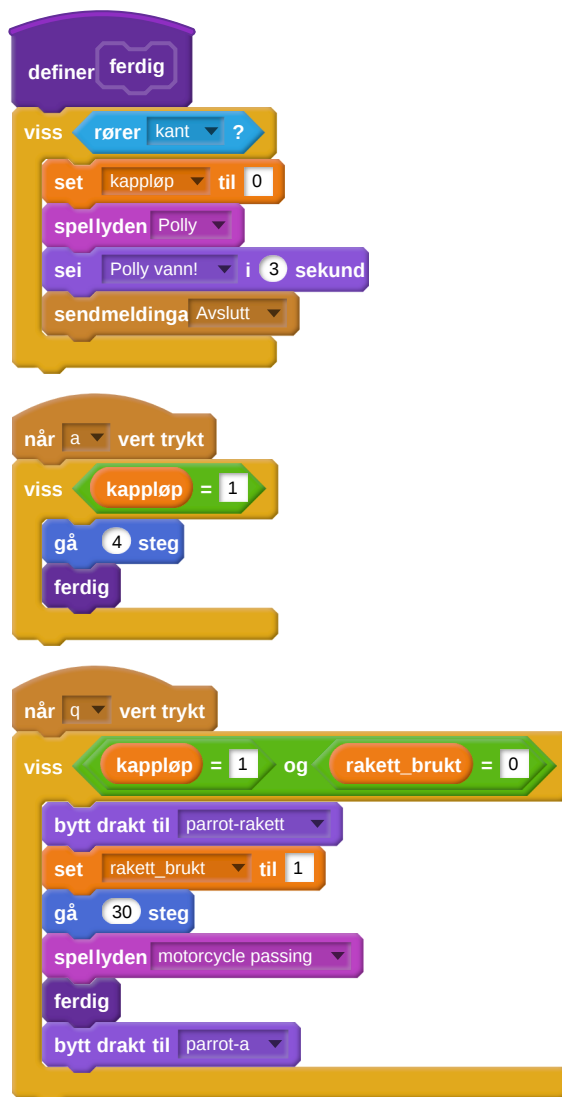 definer ferdig
viss rører kant ?
set kappløp til 0
spellyden Polly
sei Polly vann! i 3 sekund
sendmeldinga Avslutt
når a vert trykt
viss kappløp = 1
gå 4 steg
ferdig
når q vert trykt
viss kappløp = 1 og rakett_brukt = 0
bytt drakt til parrot-rakett
set rakett_brukt til 1
gå 30 steg
spellyden motorcycle passing
ferdig
bytt drakt til parrot-a